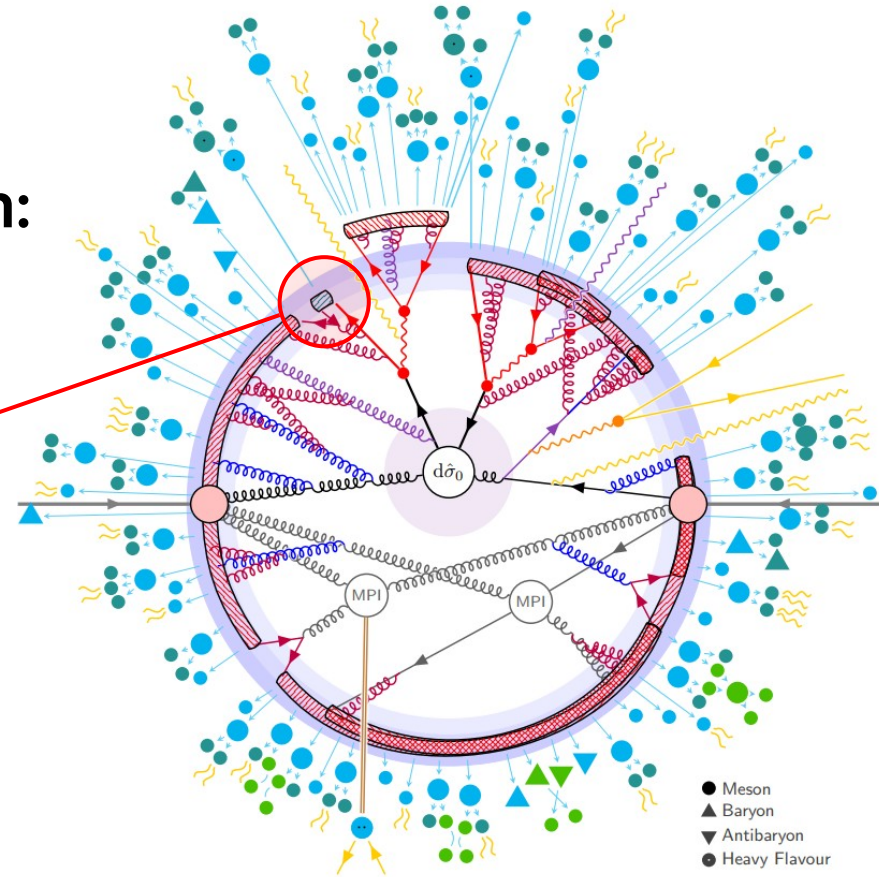 n:
dσ̂₀
MPI
MPI
Meson
Baryon
Antibaryon
Heavy Flavour